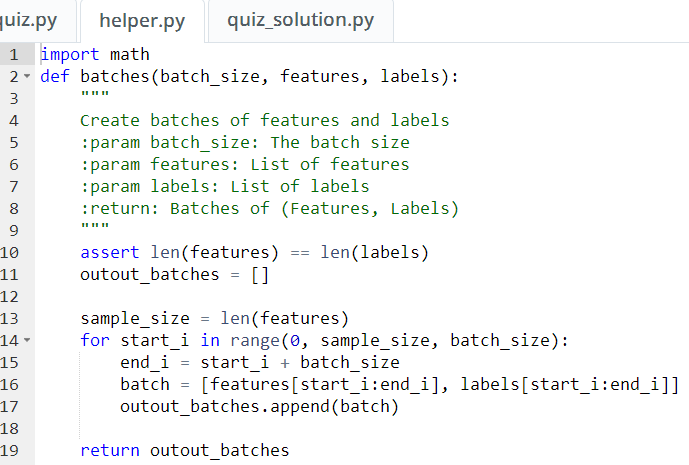 uiz.py helper.py quiz_solution.py
1 import math
2 def batches(batch_size, features, labels):
3 """
4 Create batches of features and labels
5 :param batch_size: The batch size
6 :param features: List of features
7 :param labels: List of labels
8 :return: Batches of (Features, Labels)
9 """
10 assert len(features) == len(labels)
11 outout_batches = []
12
13 sample_size = len(features)
14 for start_i in range(0, sample_size, batch_size):
15 end_i = start_i + batch_size
16 batch = [features[start_i:end_i], labels[start_i:end_i]]
17 outout_batches.append(batch)
18
19 return outout_batches